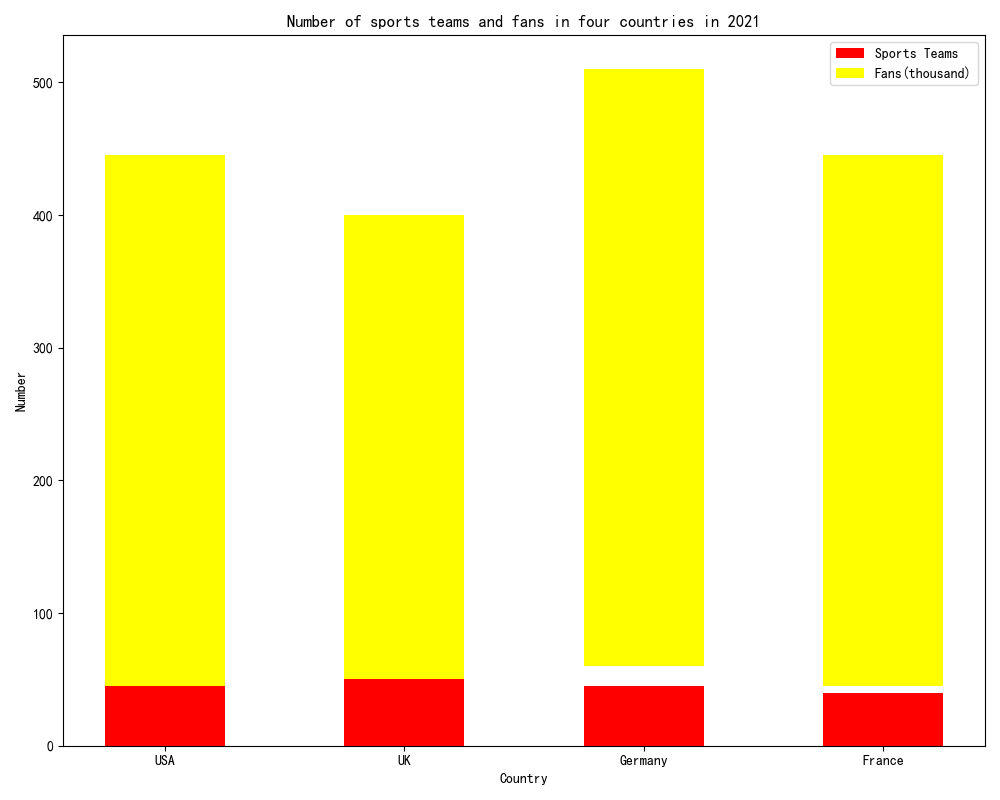 Number of sports teams and fans in four countries in 2021
Sports Teams
Fans(thousand)
500
400
300
200
100
0
Number
USA
UK
Germany
France
Country